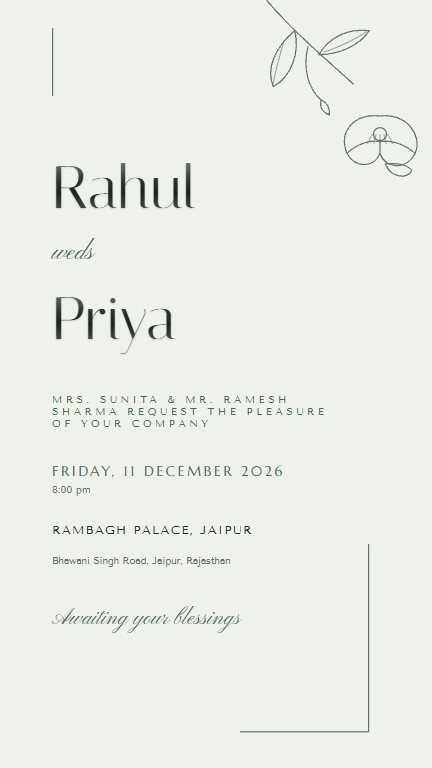 Rahul
weds
Priya
MRS. SUNITA & MR. RAMESH
SHARMA REQUEST THE PLEASURE
OF YOUR COMPANY
FRIDAY, 11 DECEMBER 2026
8:00 pm
RAMBAGH PALACE, JAIPUR
Bhawani Singh Road, Jaipur, Rajasthan
Awaiting your blessings